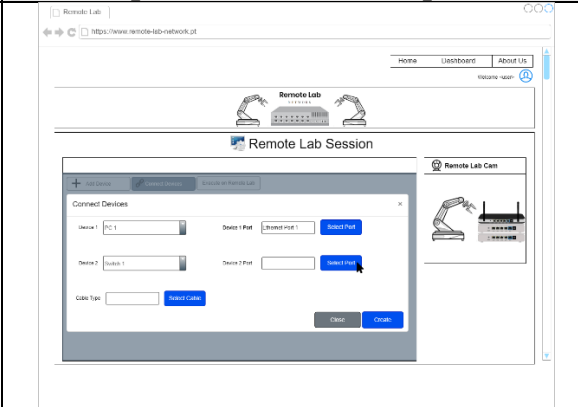 Remote Lab
https://www.remote-lab-network.pt
Home Dashboard About Us
Welcome <user>
Remote Lab
NETWORK
Remote Lab Session
Remote Lab Cam
Add Device Connect Devices Execute on Remote Lab
Connect Devices ×
Device 1 PC 1 Device 1 Port Ethernet Port 1 Select Port
Device 2 Switch 1 Device 2 Port Select Port
Cable Type Select Cable
Close Create